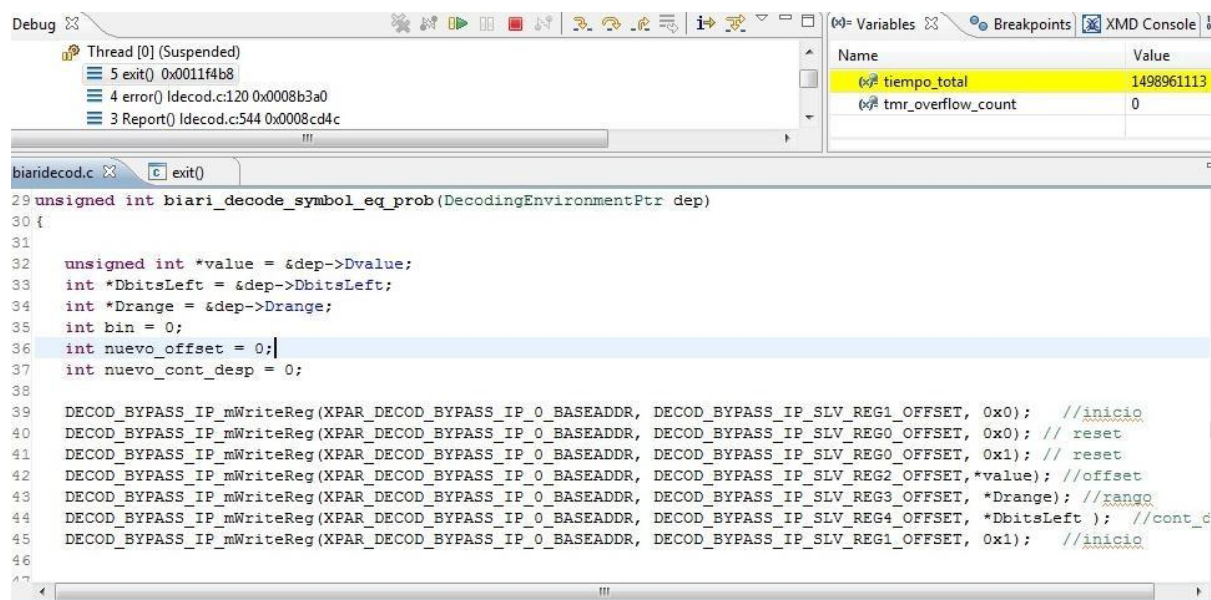 Debug
(x)= Variables
Breakpoints
XMD Console
Thread [0] (Suspended)
5 exit() 0x0011f4b8
4 error() ldecod.c:120 0x0008b3a0
3 Report() ldecod.c:544 0x0008cd4c
Name Value
(x)= tiempo_total 1498961113
(x)= tmr_overflow_count 0
biaridecod.c
exit()
29 unsigned int biari_decode_symbol_eq_prob(DecodingEnvironmentPtr dep)
30 {
31
32 unsigned int *value = &dep->Dvalue;
33 int *DbitsLeft = &dep->DbitsLeft;
34 int *Drange = &dep->Drange;
35 int bin = 0;
36 int nuevo_offset = 0;
37 int nuevo_cont_desp = 0;
38
39 DECOD_BYPASS_IP_mWriteReg(XPAR_DECOD_BYPASS_IP_0_BASEADDR, DECOD_BYPASS_IP_SLV_REG1_OFFSET, 0x0); //inicio
40 DECOD_BYPASS_IP_mWriteReg(XPAR_DECOD_BYPASS_IP_0_BASEADDR, DECOD_BYPASS_IP_SLV_REG0_OFFSET, 0x0); // reset
41 DECOD_BYPASS_IP_mWriteReg(XPAR_DECOD_BYPASS_IP_0_BASEADDR, DECOD_BYPASS_IP_SLV_REG0_OFFSET, 0x1); // reset
42 DECOD_BYPASS_IP_mWriteReg(XPAR_DECOD_BYPASS_IP_0_BASEADDR, DECOD_BYPASS_IP_SLV_REG2_OFFSET,*value); //offset
43 DECOD_BYPASS_IP_mWriteReg(XPAR_DECOD_BYPASS_IP_0_BASEADDR, DECOD_BYPASS_IP_SLV_REG3_OFFSET, *Drange); //rango
44 DECOD_BYPASS_IP_mWriteReg(XPAR_DECOD_BYPASS_IP_0_BASEADDR, DECOD_BYPASS_IP_SLV_REG4_OFFSET, *DbitsLeft ); //cont_d
45 DECOD_BYPASS_IP_mWriteReg(XPAR_DECOD_BYPASS_IP_0_BASEADDR, DECOD_BYPASS_IP_SLV_REG1_OFFSET, 0x1); //inicio
46
47